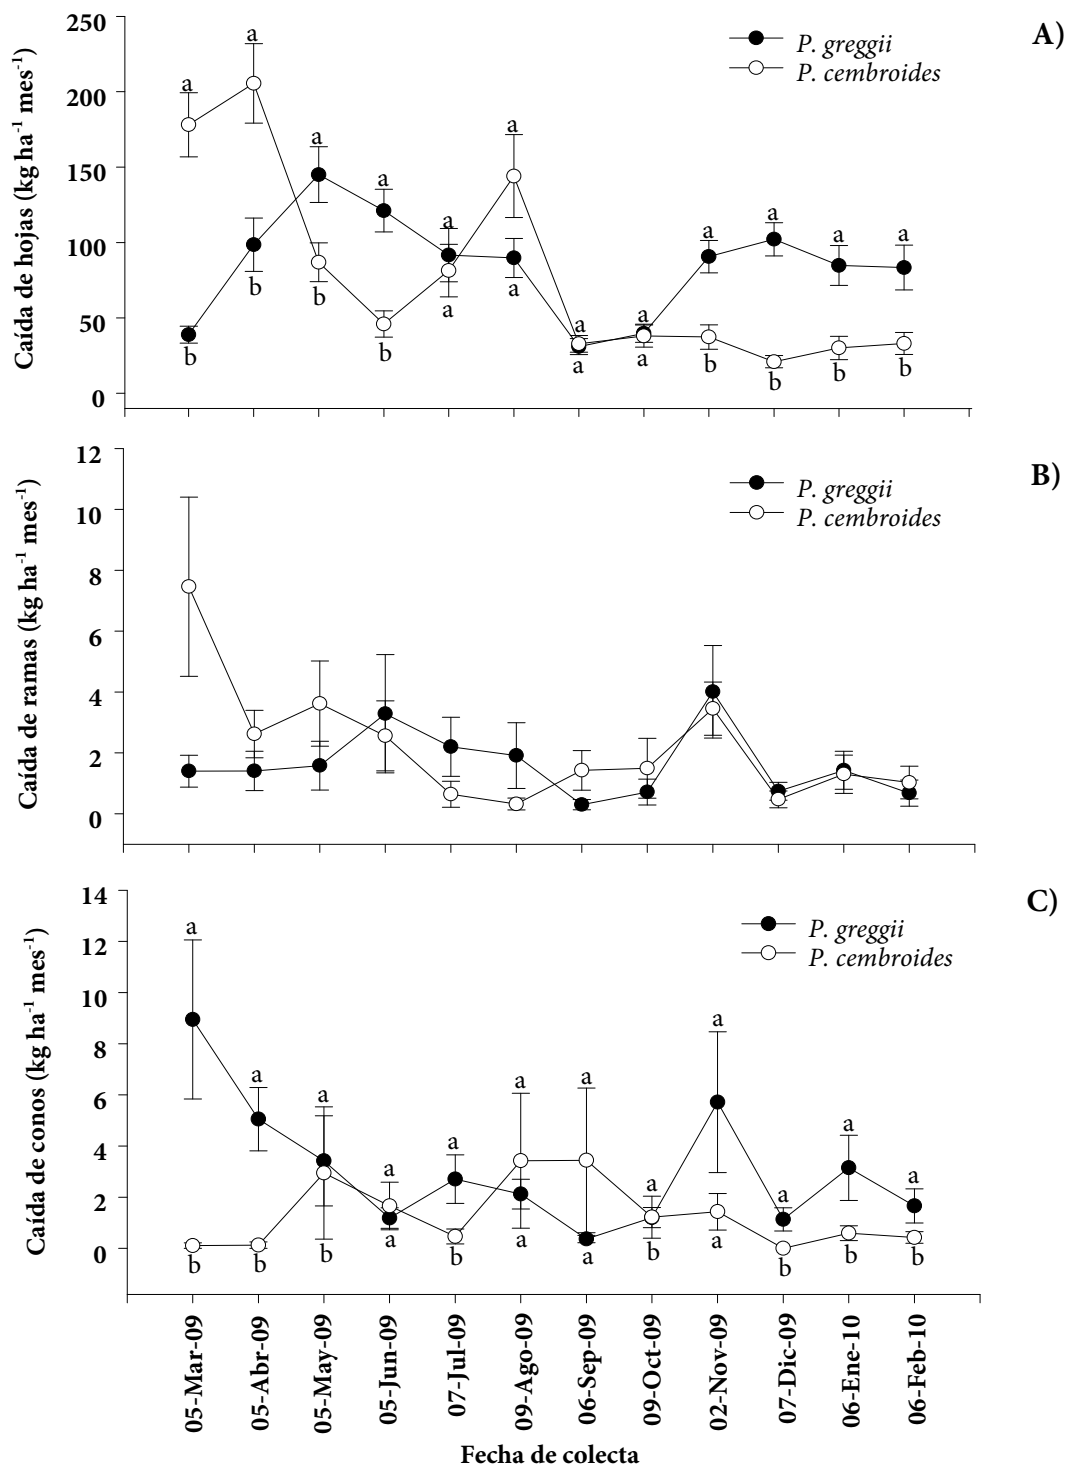 A)
250
200
150
100
50
0
Caída de hojas (kg ha⁻¹ mes⁻¹)
P. greggii
P. cembroides
a a a a a a a a a a a a
b b b b a a a a b b b b
B)
12
10
8
6
4
2
0
Caída de ramas (kg ha⁻¹ mes⁻¹)
P. greggii
P. cembroides
C)
14
12
10
8
6
4
2
0
Caída de conos (kg ha⁻¹ mes⁻¹)
P. greggii
P. cembroides
a a a a a a a a a a a a
b b b a b a a b a b b b
05-Mar-09
05-Abr-09
05-May-09
05-Jun-09
07-Jul-09
09-Ago-09
06-Sep-09
09-Oct-09
02-Nov-09
07-Dic-09
06-Ene-10
06-Feb-10
Fecha de colecta